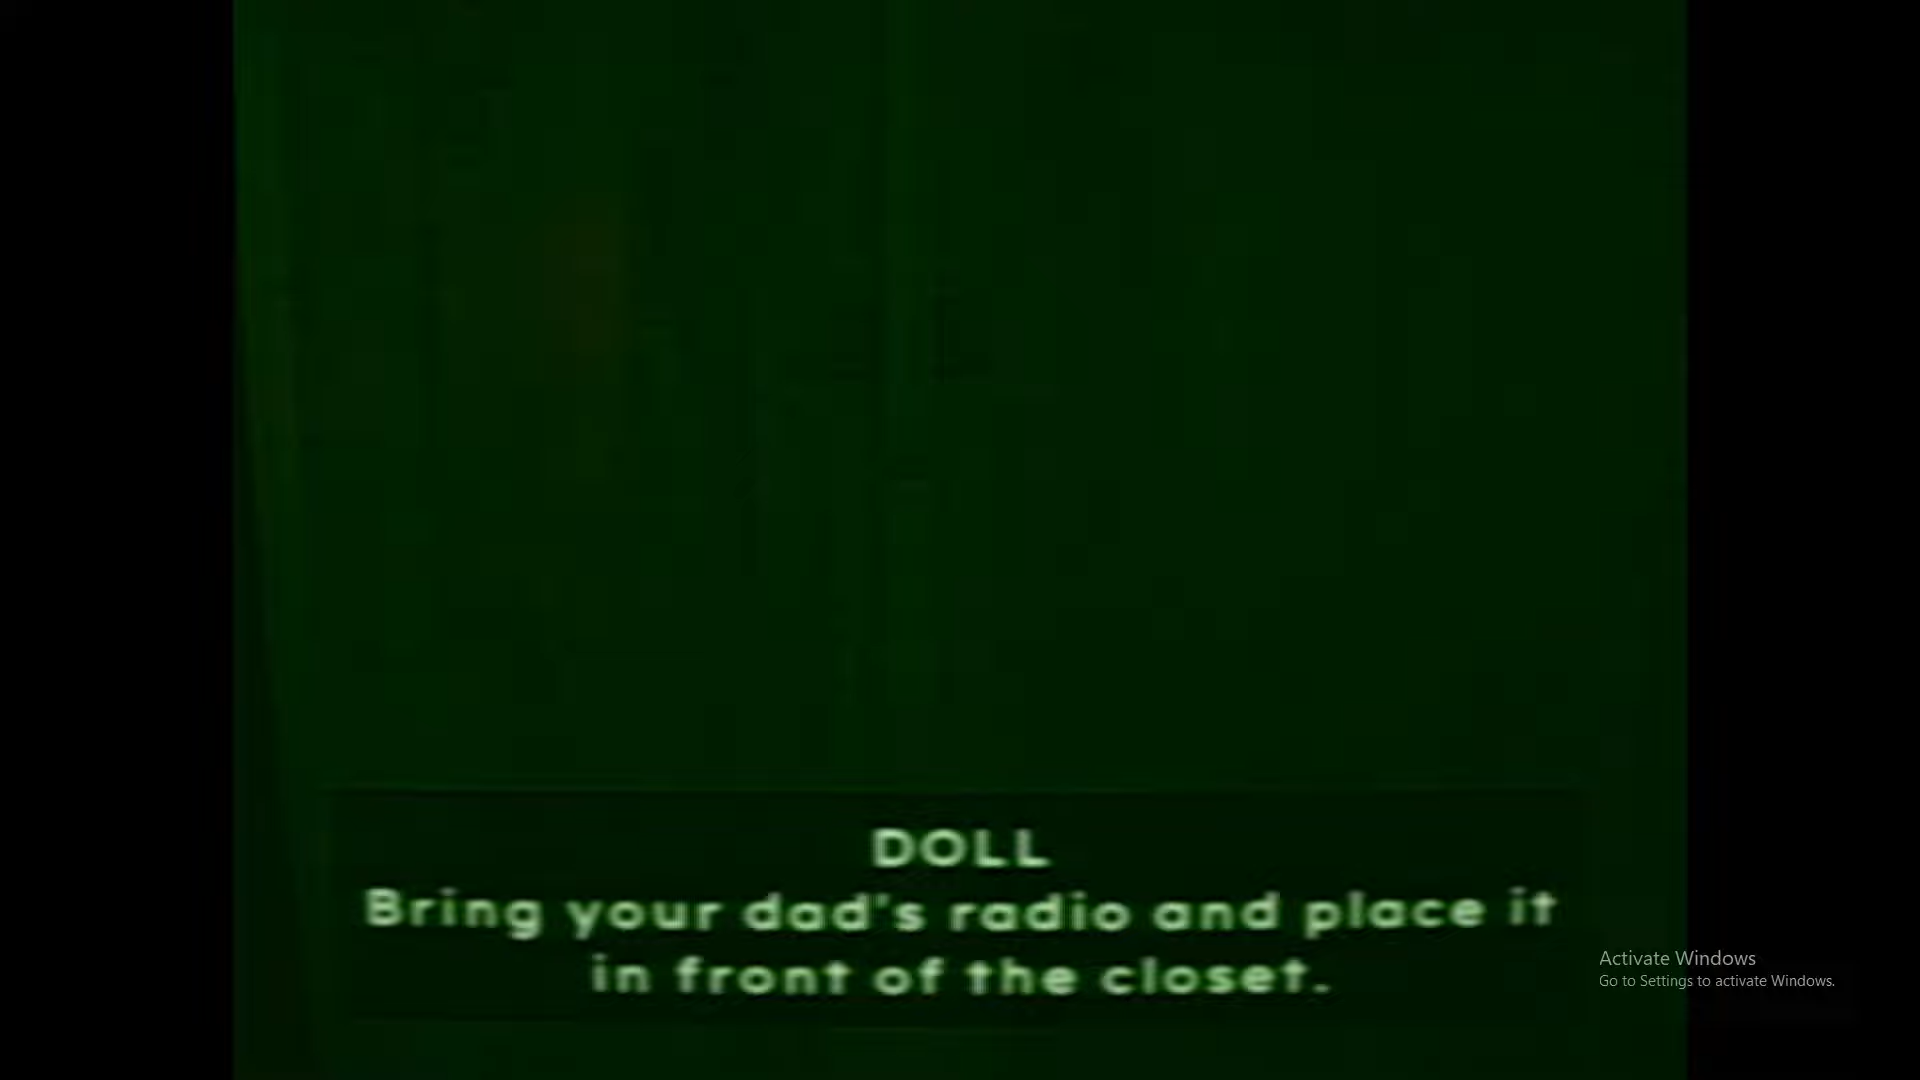 DOLL
Bring your dad's radio and place it
in front of the closet.
Activate Windows
Go to Settings to activate Windows.